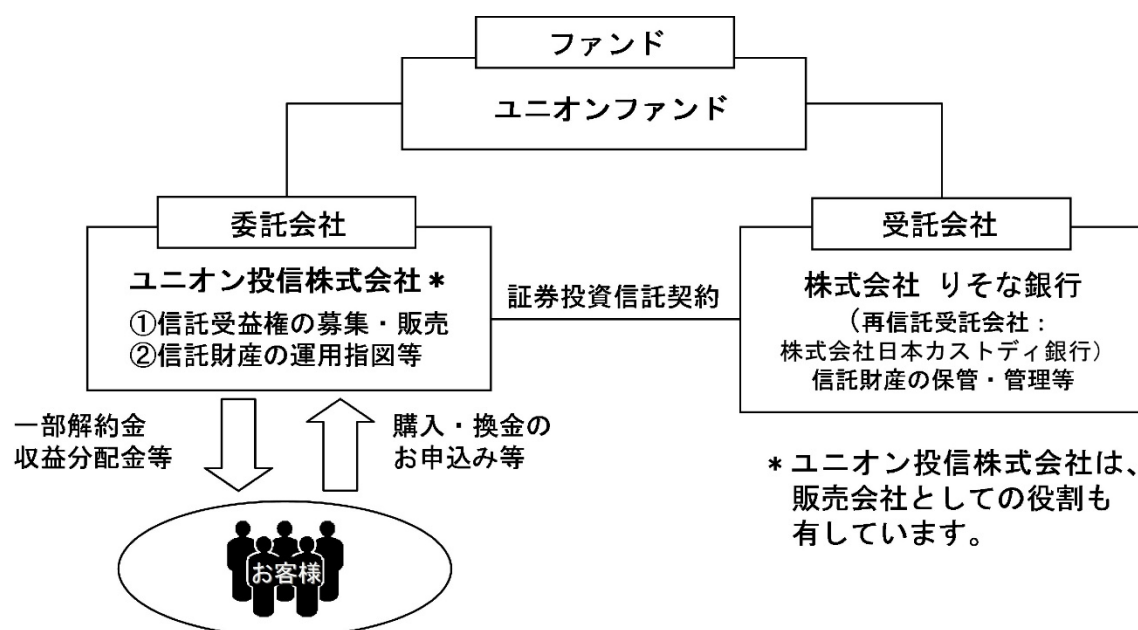 ファンド
ユニオンファンド
委託会社
ユニオン投信株式会社＊
①信託受益権の募集・販売
②信託財産の運用指図等
証券投資信託契約
受託会社
株式会社 りそな銀行
（再信託受託会社：
株式会社日本カストディ銀行）
信託財産の保管・管理等
一部解約金
収益分配金等
購入・換金の
お申込み等
＊ユニオン投信株式会社は、
販売会社としての役割も
有しています。
お客様